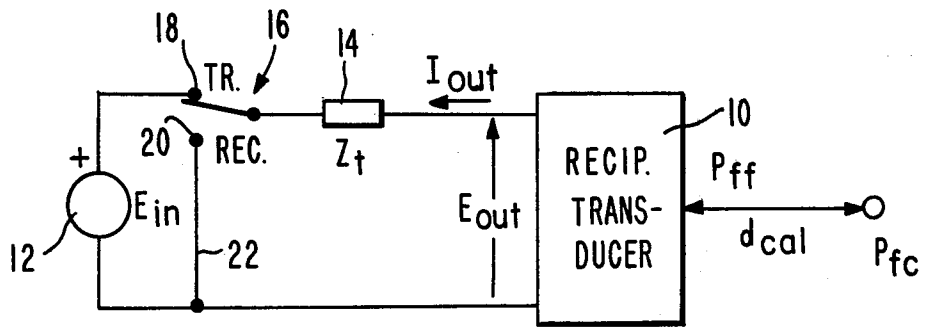 18
16
14
TR.
I out
10
20
REC.
Z t
RECIP.
TRANS-
DUCER
P ff
+
E in
E out
d cal
12
22
P fc